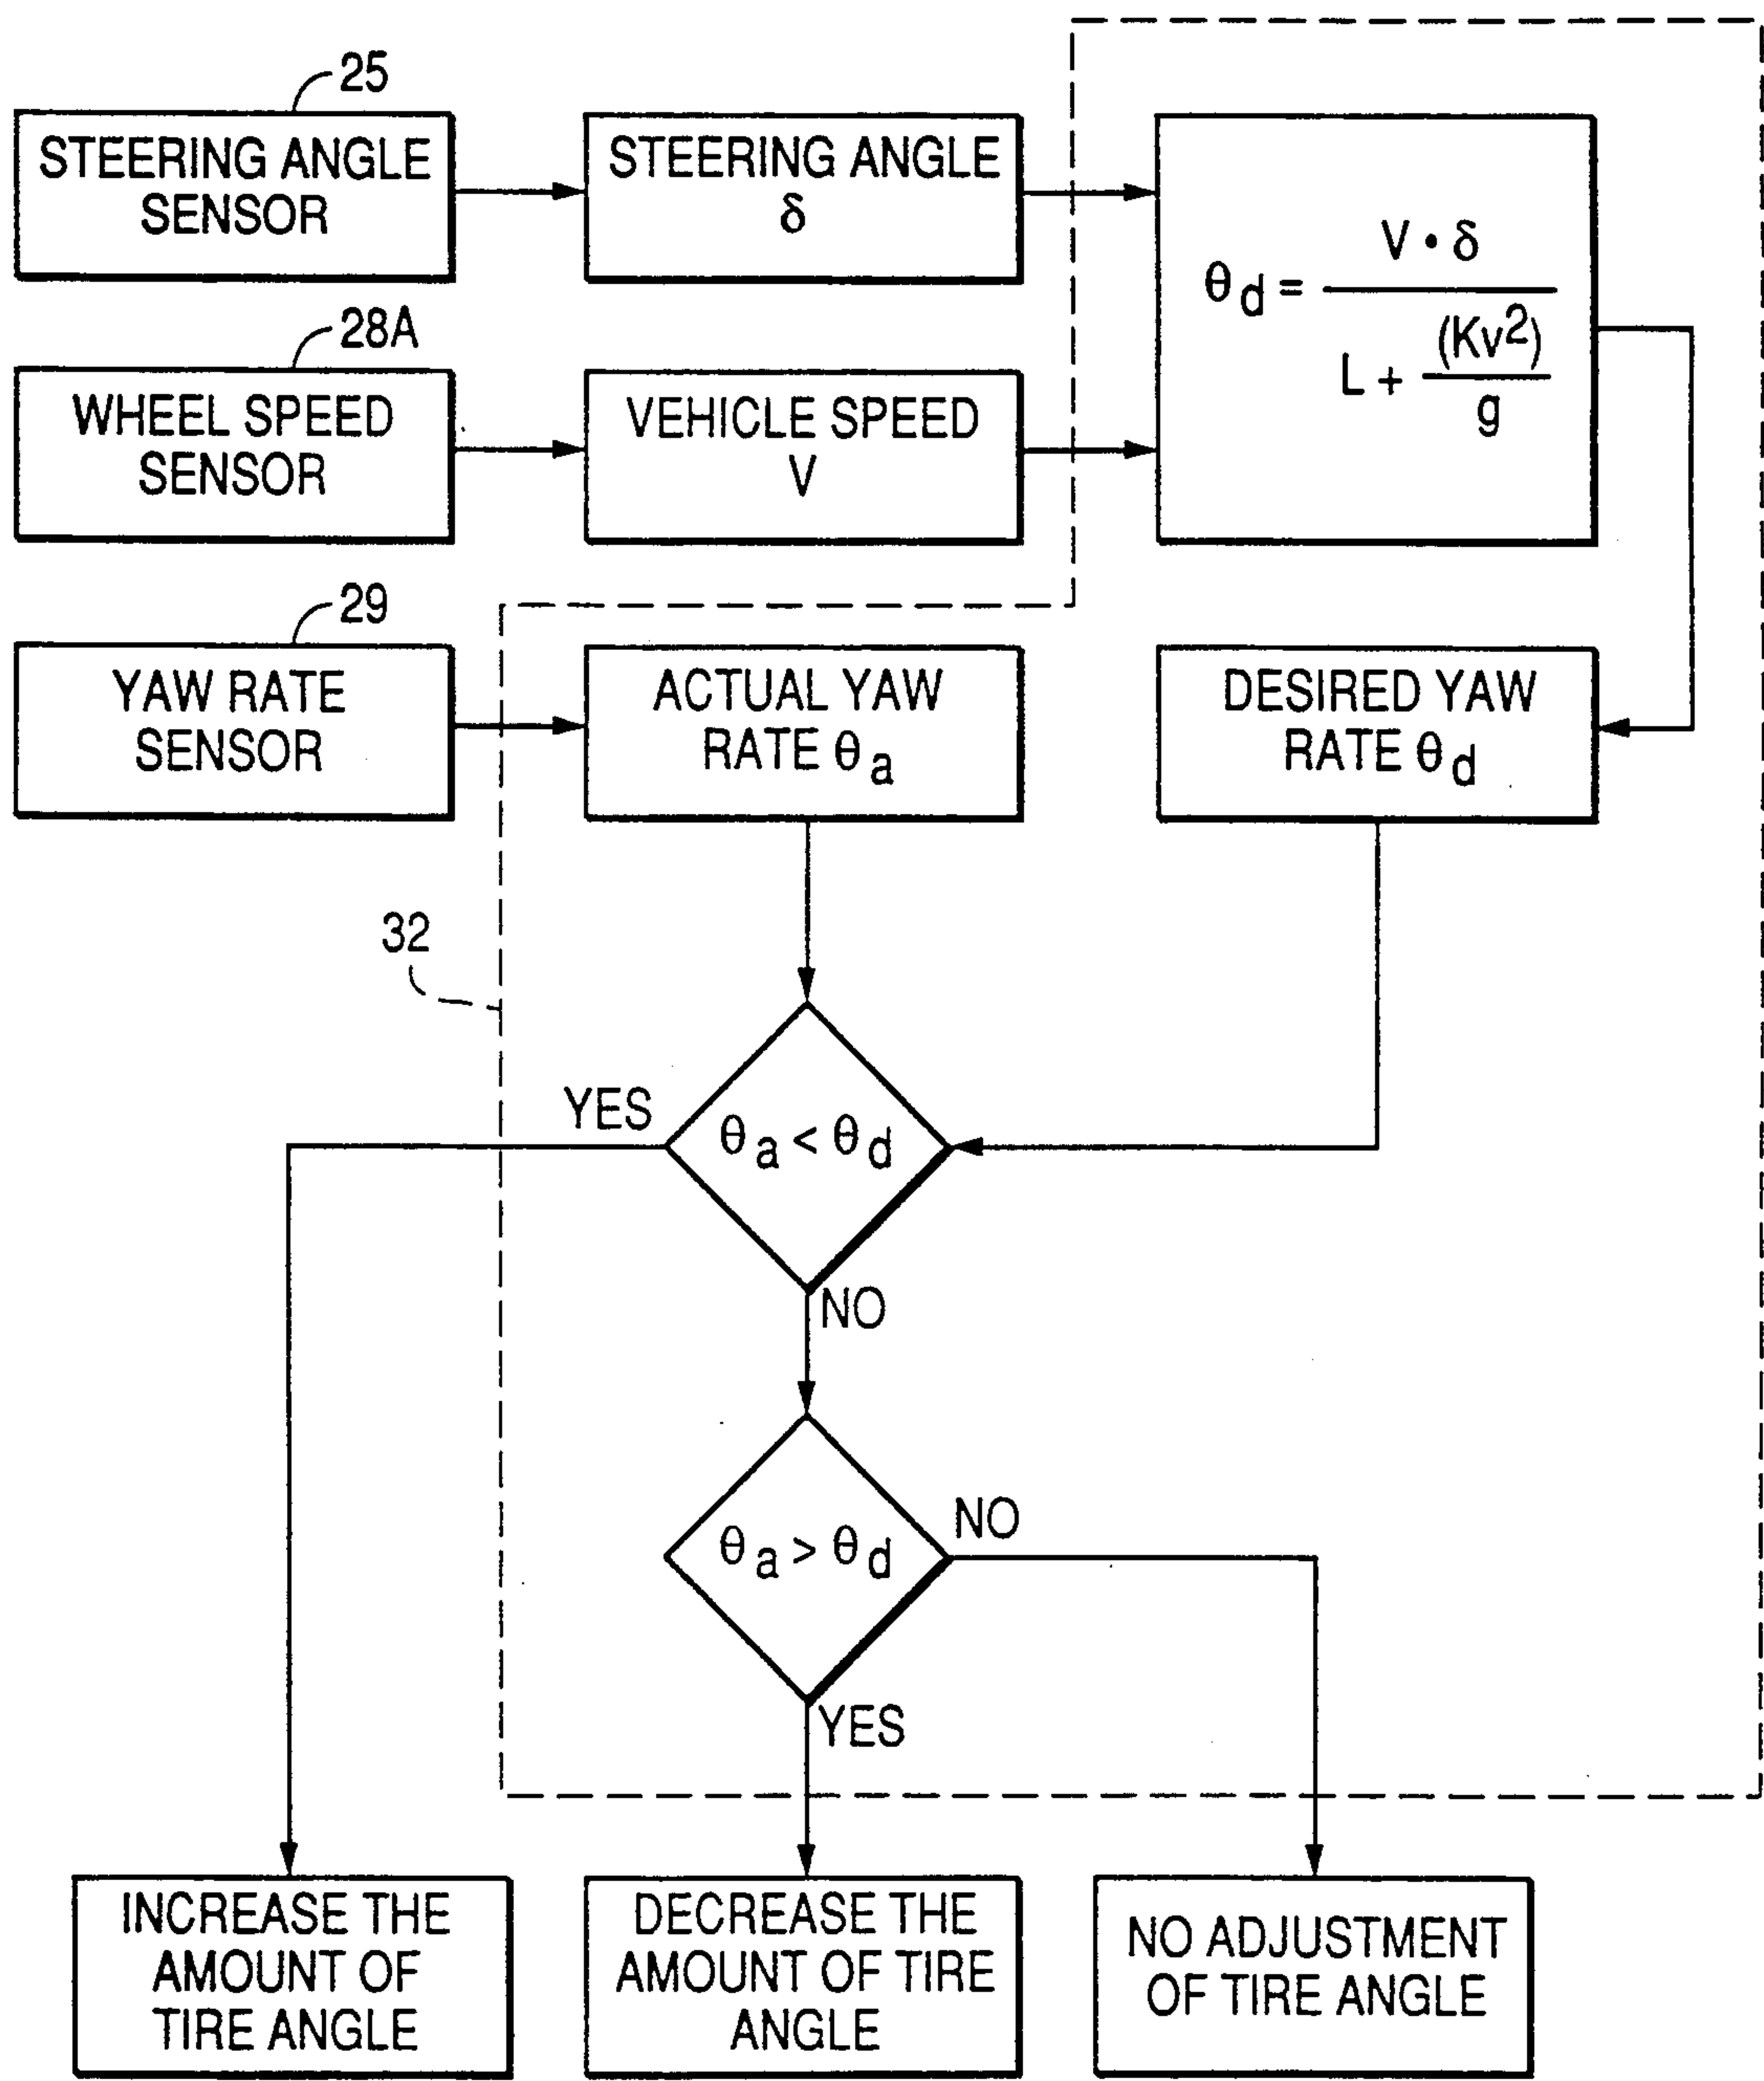 25
STEERING ANGLE
SENSOR
STEERING ANGLE
δ
θd = V • δ / L + (Kv²) / g
28A
WHEEL SPEED
SENSOR
VEHICLE SPEED
V
29
YAW RATE
SENSOR
ACTUAL YAW
RATE θa
DESIRED YAW
RATE θd
32
YES
θa < θd
NO
θa > θd
NO
YES
INCREASE THE
AMOUNT OF
TIRE ANGLE
DECREASE THE
AMOUNT OF TIRE
ANGLE
NO ADJUSTMENT
OF TIRE ANGLE